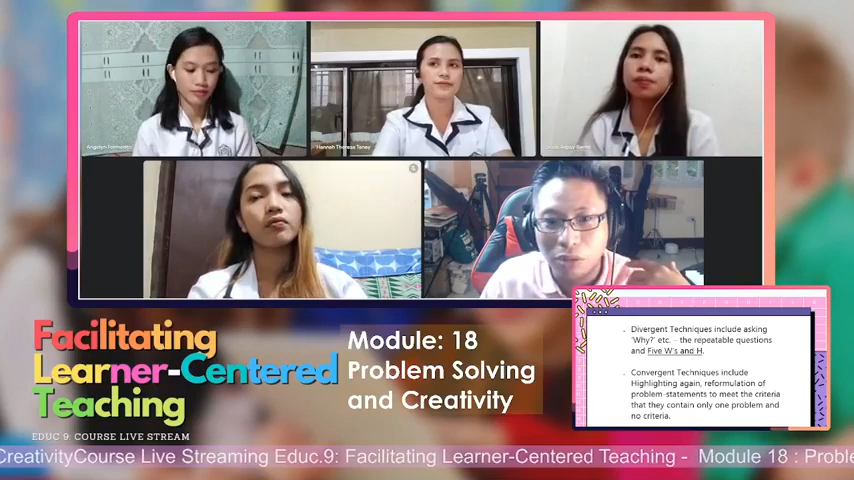 Hannah Therese Toney
Facilitating
Learner-Centered
Teaching
EDUC 9: COURSE LIVE STREAM
Module: 18
Problem Solving
and Creativity
Divergent Techniques include asking
'Why?' etc. – the repeatable questions
and Five W's and H.
Convergent Techniques include
Highlighting again, reformulation of
problem-statements to meet the criteria
that they contain only one problem and
no criteria.
CreativityCourse Live Streaming Educ.9: Facilitating Learner-Centered Teaching - Module 18 : Proble